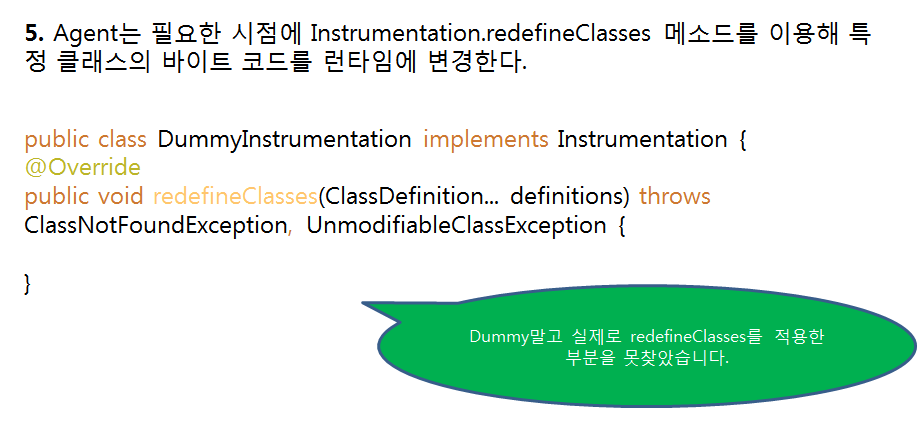 5. Agent는 필요한 시점에 Instrumentation.redefineClasses 메소드를 이용해 특
정 클래스의 바이트 코드를 런타임에 변경한다.
public class DummyInstrumentation implements Instrumentation {
@Override
public void redefineClasses(ClassDefinition... definitions) throws
ClassNotFoundException, UnmodifiableClassException {
}
Dummy말고 실제로 redefineClasses를 적용한
부분을 못찾았습니다.